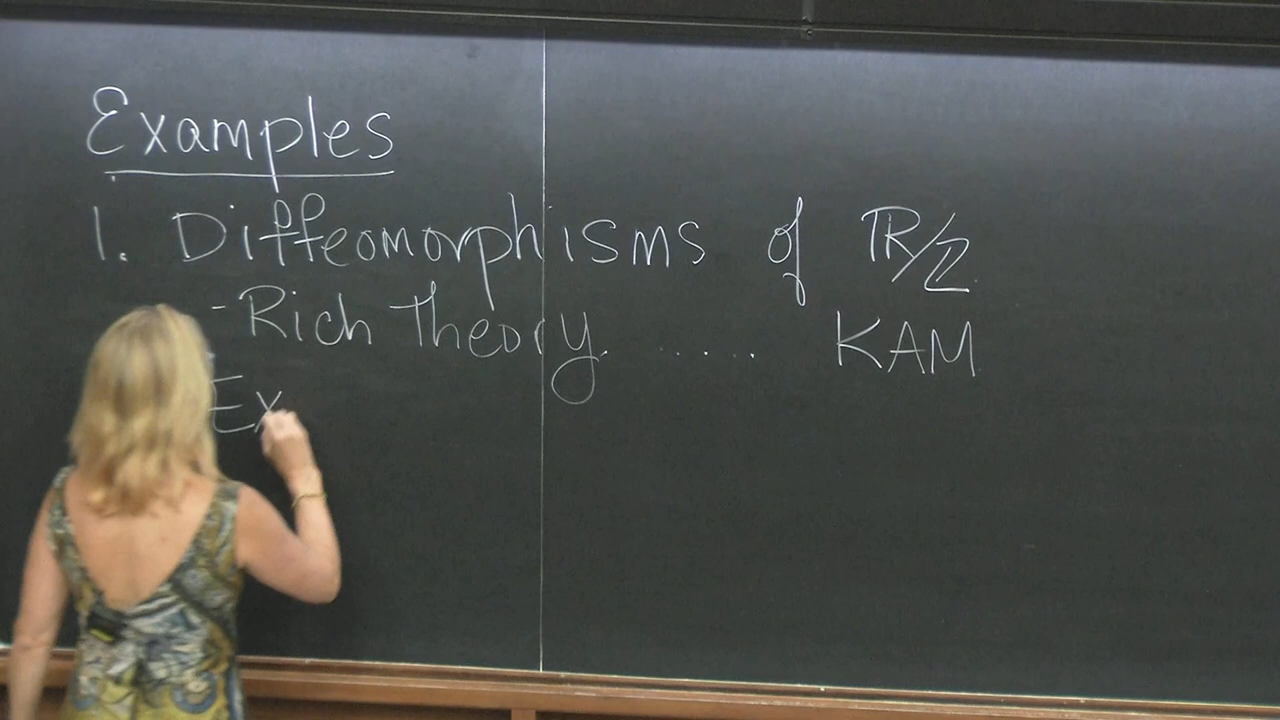 Examples
1. Diffeomorphisms of ℝ/ℤ
- Rich theory ..... KAM
Ex